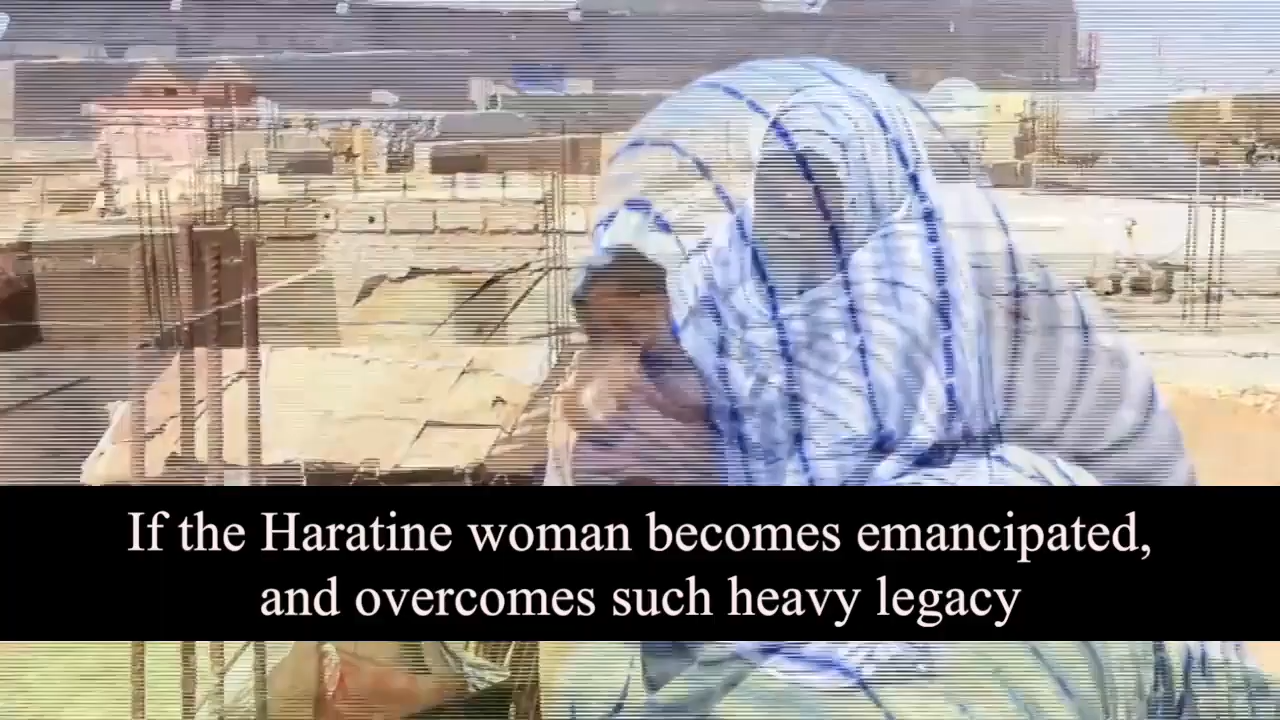 If the Haratine woman becomes emancipated,
and overcomes such heavy legacy